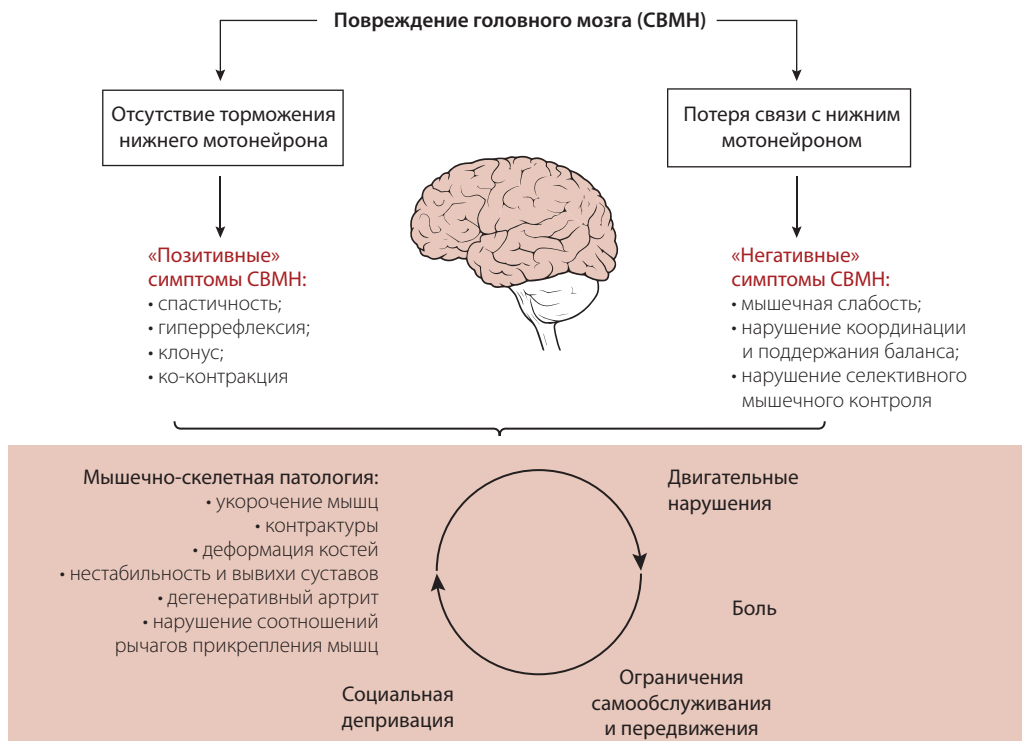 Повреждение головного мозга (СВМН)
Отсутствие торможения
нижнего мотонейрона
Потеря связи с нижним
мотонейроном
«Позитивные»
симптомы СВМН:
• спастичность;
• гиперрефлексия;
• клонус;
• ко-контракция
«Негативные»
симптомы СВМН:
• мышечная слабость;
• нарушение координации
и поддержания баланса;
• нарушение селективного
мышечного контроля
Мышечно-скелетная патология:
• укорочение мышц
• контрактуры
• деформация костей
• нестабильность и вывихи суставов
• дегенеративный артрит
• нарушение соотношений
рычагов прикрепления мышц
Двигательные
нарушения
Боль
Ограничения
самообслуживания
и передвижения
Социальная
депривация